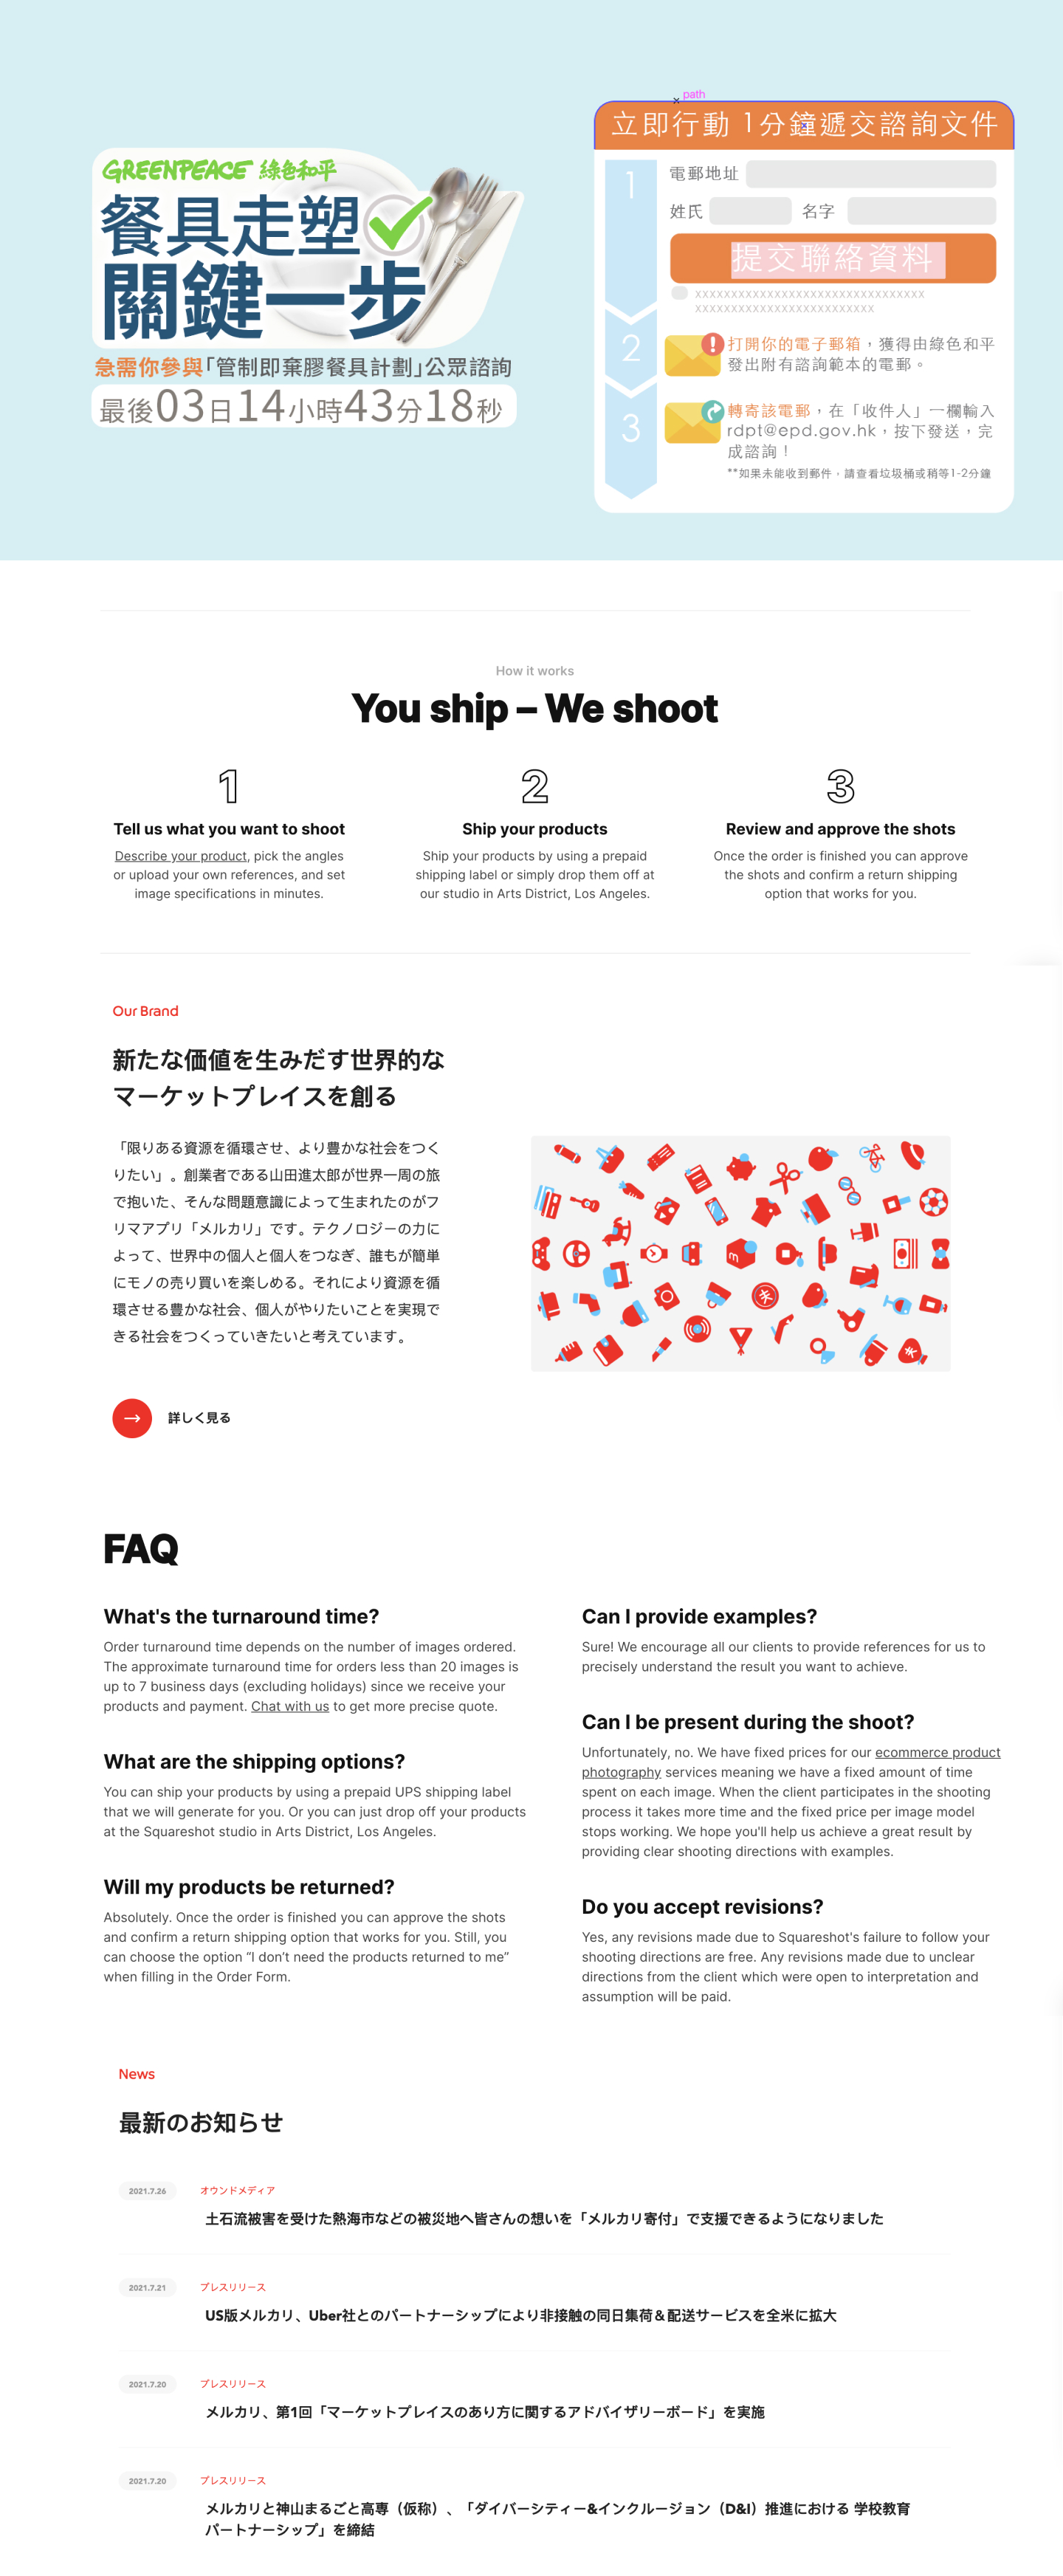 GREENPEACE 綠色和平
餐具走塑
關鍵一步
急需你參與「管制即棄膠餐具計劃」公眾諮詢
最後03日14小時43分18秒
path
立即行動 1分鐘遞交諮詢文件
1
電郵地址
姓氏 名字
提交聯絡資料
xxxxxxxxxxxxxxxxxxxxxxxxxxxxxxxx
xxxxxxxxxxxxxxxxxxxxxxxxx
2
打開你的電子郵箱，獲得由綠色和平
發出附有諮詢範本的電郵。
3
轉寄該電郵，在「收件人」一欄輸入
rdpt@epd.gov.hk，按下發送，完
成諮詢！
**如果未能收到郵件，請查看垃圾桶或稍等1-2分鐘
How it works
You ship – We shoot
1
Tell us what you want to shoot
Describe your product, pick the angles
or upload your own references, and set
image specifications in minutes.
2
Ship your products
Ship your products by using a prepaid
shipping label or simply drop them off at
our studio in Arts District, Los Angeles.
3
Review and approve the shots
Once the order is finished you can approve
the shots and confirm a return shipping
option that works for you.
Our Brand
新たな価値を生みだす世界的な
マーケットプレイスを創る
「限りある資源を循環させ、より豊かな社会をつく
りたい」。創業者である山田進太郎が世界一周の旅
で抱いた、そんな問題意識によって生まれたのがフ
リマアプリ「メルカリ」です。テクノロジーの力に
よって、世界中の個人と個人をつなぎ、誰もが簡単
にモノの売り買いを楽しめる。それにより資源を循
環させる豊かな社会、個人がやりたいことを実現で
きる社会をつくっていきたいと考えています。
詳しく見る
FAQ
What's the turnaround time?
Order turnaround time depends on the number of images ordered.
The approximate turnaround time for orders less than 20 images is
up to 7 business days (excluding holidays) since we receive your
products and payment. Chat with us to get more precise quote.
What are the shipping options?
You can ship your products by using a prepaid UPS shipping label
that we will generate for you. Or you can just drop off your products
at the Squareshot studio in Arts District, Los Angeles.
Will my products be returned?
Absolutely. Once the order is finished you can approve the shots
and confirm a return shipping option that works for you. Still, you
can choose the option “I don’t need the products returned to me”
when filling in the Order Form.
Can I provide examples?
Sure! We encourage all our clients to provide references for us to
precisely understand the result you want to achieve.
Can I be present during the shoot?
Unfortunately, no. We have fixed prices for our ecommerce product
photography services meaning we have a fixed amount of time
spent on each image. When the client participates in the shooting
process it takes more time and the fixed price per image model
stops working. We hope you'll help us achieve a great result by
providing clear shooting directions with examples.
Do you accept revisions?
Yes, any revisions made due to Squareshot's failure to follow your
shooting directions are free. Any revisions made due to unclear
directions from the client which were open to interpretation and
assumption will be paid.
News
最新のお知らせ
2021.7.26 オウンドメディア
土石流被害を受けた熱海市などの被災地へ皆さんの想いを「メルカリ寄付」で支援できるようになりました
2021.7.21 プレスリリース
US版メルカリ、Uber社とのパートナーシップにより非接触の同日集荷＆配送サービスを全米に拡大
2021.7.20 プレスリリース
メルカリ、第1回「マーケットプレイスのあり方に関するアドバイザリーボード」を実施
2021.7.20 プレスリリース
メルカリと神山まるごと高専（仮称）、「ダイバーシティー&インクルージョン（D&I）推進における 学校教育
パートナーシップ」を締結